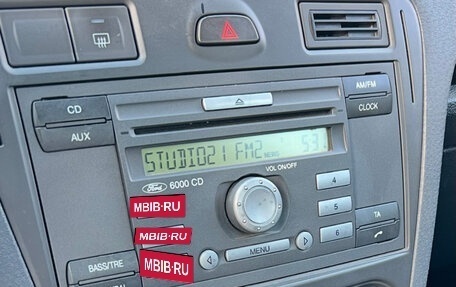 CD
AUX
AM/FM
CLOCK
STUDIO21 FM2
NEWS
Ford
6000 CD
VOL ON/OFF
4
5
6
MBIB·RU
MBIB·RU
MBIB·RU
TA
MENU
BASS/TRE